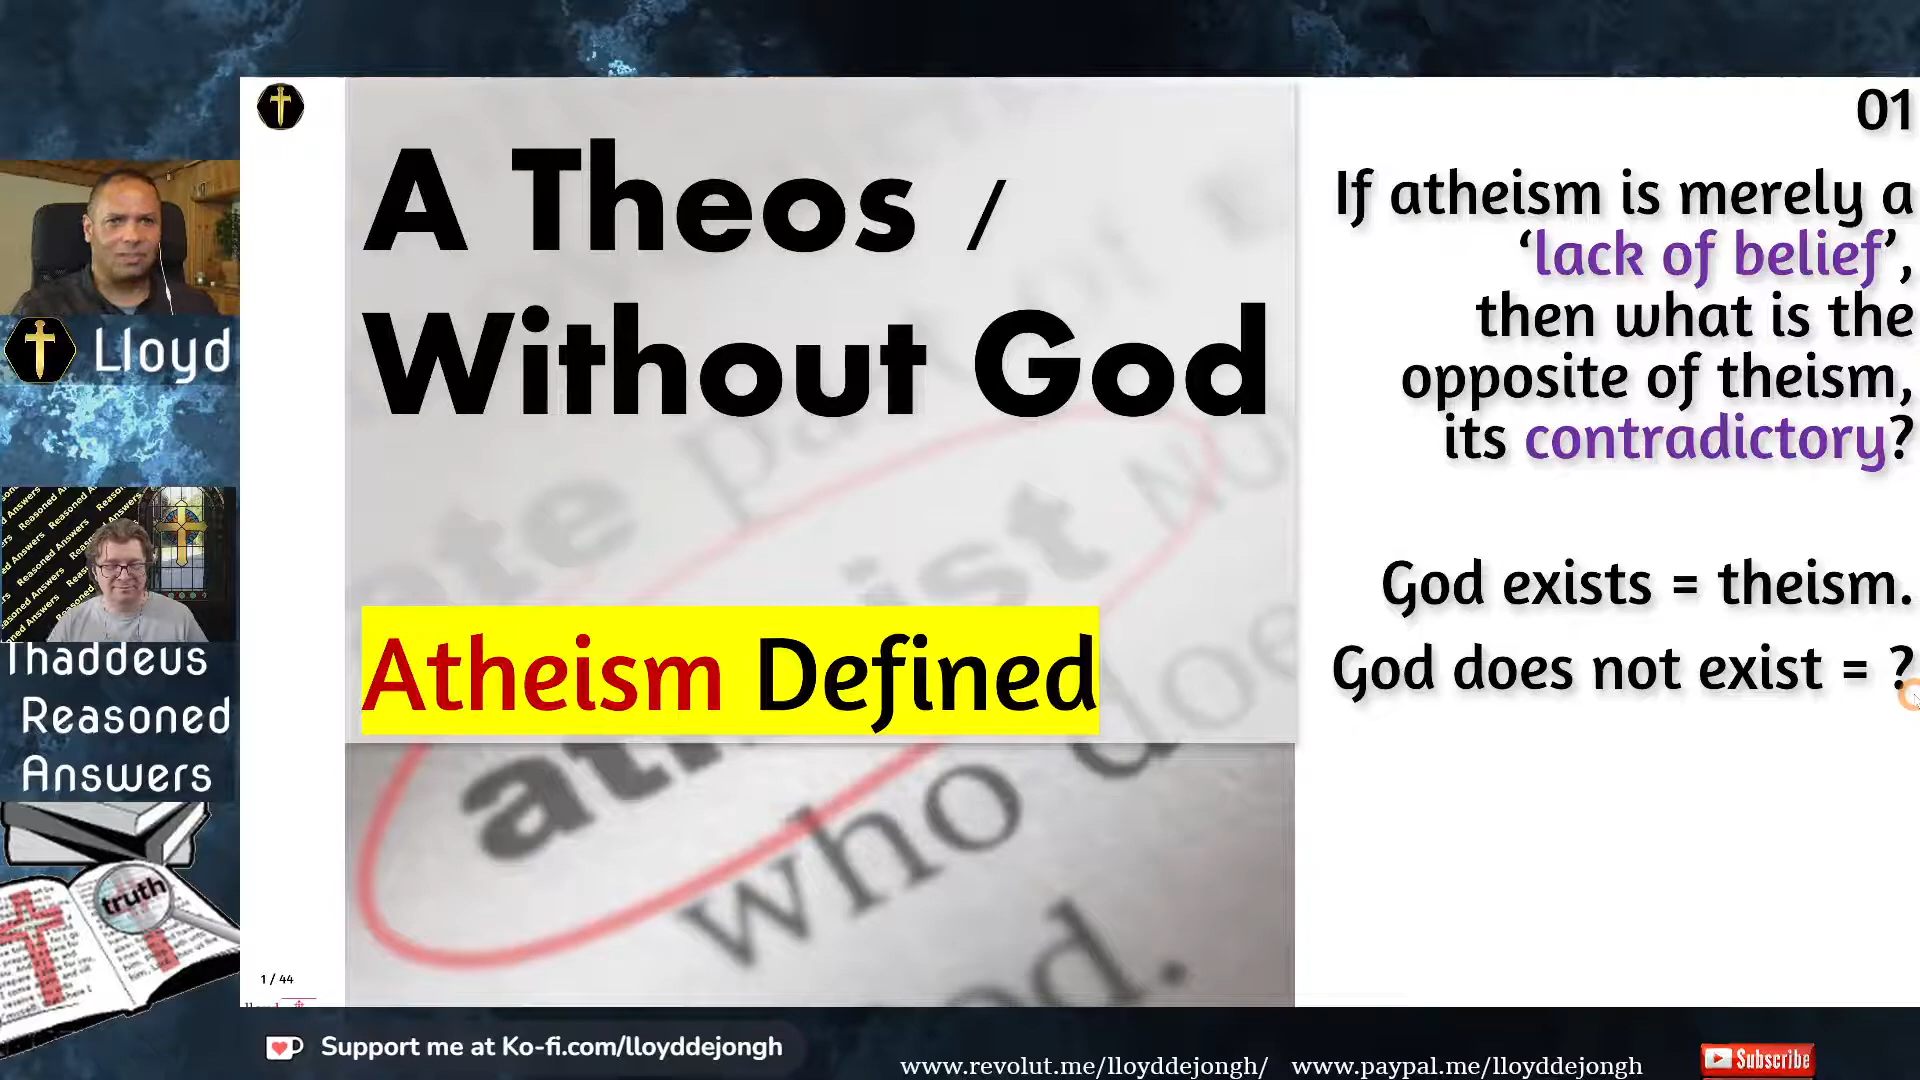 A Theos /
Without God
Atheism Defined
who doe
01
If atheism is merely a
‘lack of belief’,
then what is the
opposite of theism,
its contradictory?
God exists = theism.
God does not exist = ?
Lloyd
Thaddeus
Reasoned
Answers
truth
1 / 44
Support me at Ko-fi.com/lloyddejongh
www.revolut.me/lloyddejongh/ www.paypal.me/lloyddejongh
Subscribe